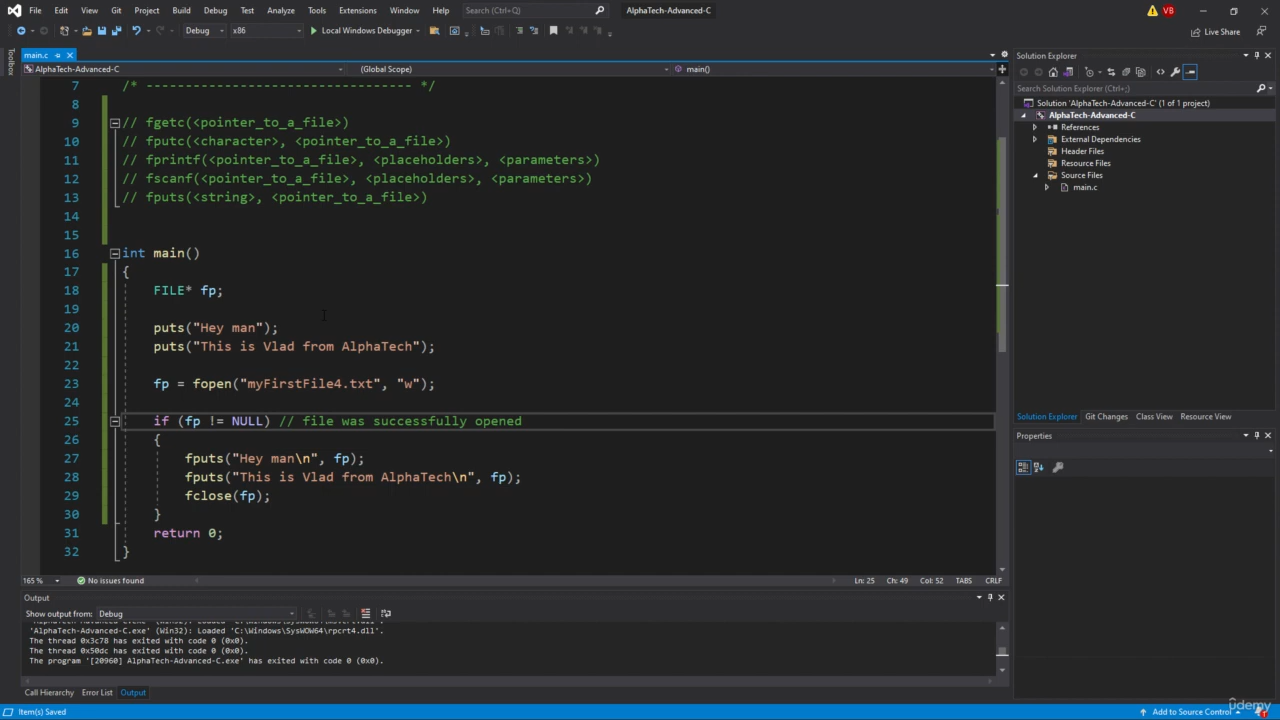 File Edit View Git Project Build Debug Test Analyze Tools Extensions Window Help Search (Ctrl+Q) AlphaTech-Advanced-C VB
Debug x86 Local Windows Debugger Live Share
Toolbox
main.c
AlphaTech-Advanced-C (Global Scope) main()
7 /* ---------------------------------- */
8
9 // fgetc(<pointer_to_a_file>)
10 // fputc(<character>, <pointer_to_a_file>)
11 // fprintf(<pointer_to_a_file>, <placeholders>, <parameters>)
12 // fscanf(<pointer_to_a_file>, <placeholders>, <parameters>)
13 // fputs(<string>, <pointer_to_a_file>)
14
15
16 int main()
17 {
18 FILE* fp;
19
20 puts("Hey man");
21 puts("This is Vlad from AlphaTech");
22
23 fp = fopen("myFirstFile4.txt", "w");
24
25 if (fp != NULL) // file was successfully opened
26 {
27 fputs("Hey man\n", fp);
28 fputs("This is Vlad from AlphaTech\n", fp);
29 fclose(fp);
30 }
31 return 0;
32 }
165 % No issues found Ln: 25 Ch: 49 Col: 52 TABS CRLF
Output
Show output from: Debug
'AlphaTech-Advanced-C.exe' (Win32): Loaded 'C:\Windows\SysWOW64\rpcrt4.dll'.
The thread 0x3c78 has exited with code 0 (0x0).
The thread 0x50dc has exited with code 0 (0x0).
The program '[20960] AlphaTech-Advanced-C.exe' has exited with code 0 (0x0).
Call Hierarchy Error List Output
Item(s) Saved
Solution Explorer
Search Solution Explorer (Ctrl+;)
Solution 'AlphaTech-Advanced-C' (1 of 1 project)
AlphaTech-Advanced-C
References
External Dependencies
Header Files
Resource Files
Source Files
main.c
Solution Explorer Git Changes Class View Resource View
Properties
ûdemy
Add to Source Control